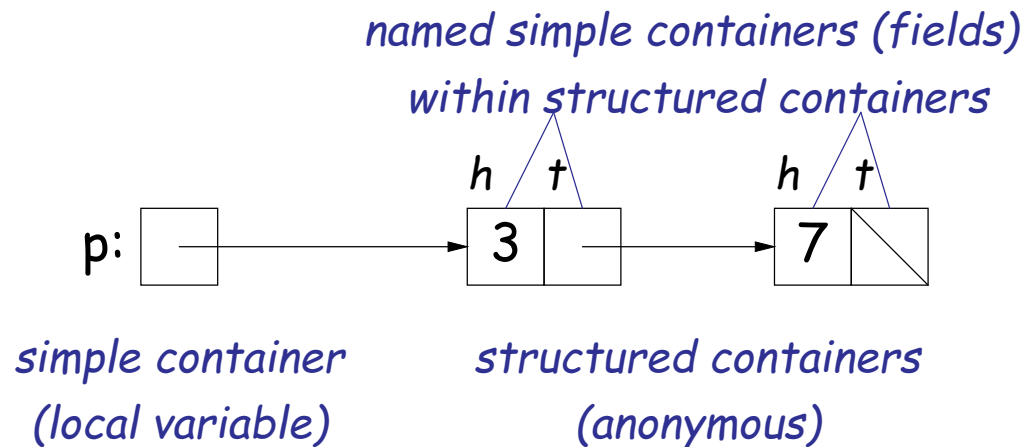 named simple containers (fields)
within structured containers
h t h t
p: 3 7
simple container structured containers
(local variable) (anonymous)